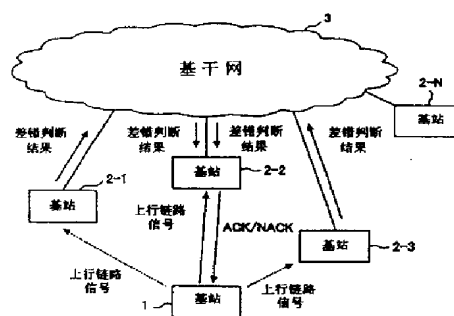 3
基干网
2-N
基站
差错判断
结果
差错判断
结果
差错判断
结果
差错判断
结果
2-1
基站
基站
2-2
上行链路
信号
ACK/NACK
基站
2-3
上行链路
信号
1
基站
上行链路
信号